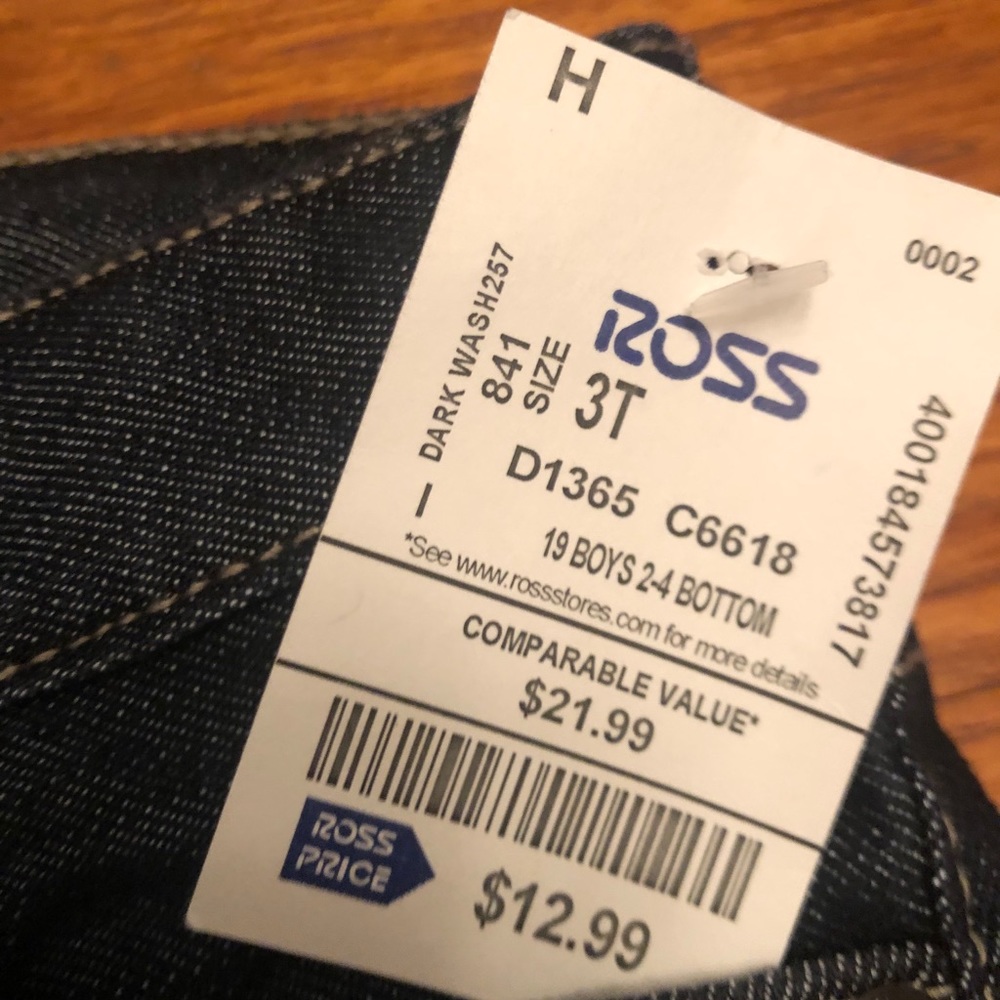 H
0002
ROSS
DARK WASH257
841
SIZE
3T
I
D1365 C6618
400184573817
19 BOYS 2-4 BOTTOM
*See www.rossstores.com for more details
COMPARABLE VALUE*
$21.99
ROSS
PRICE
$12.99